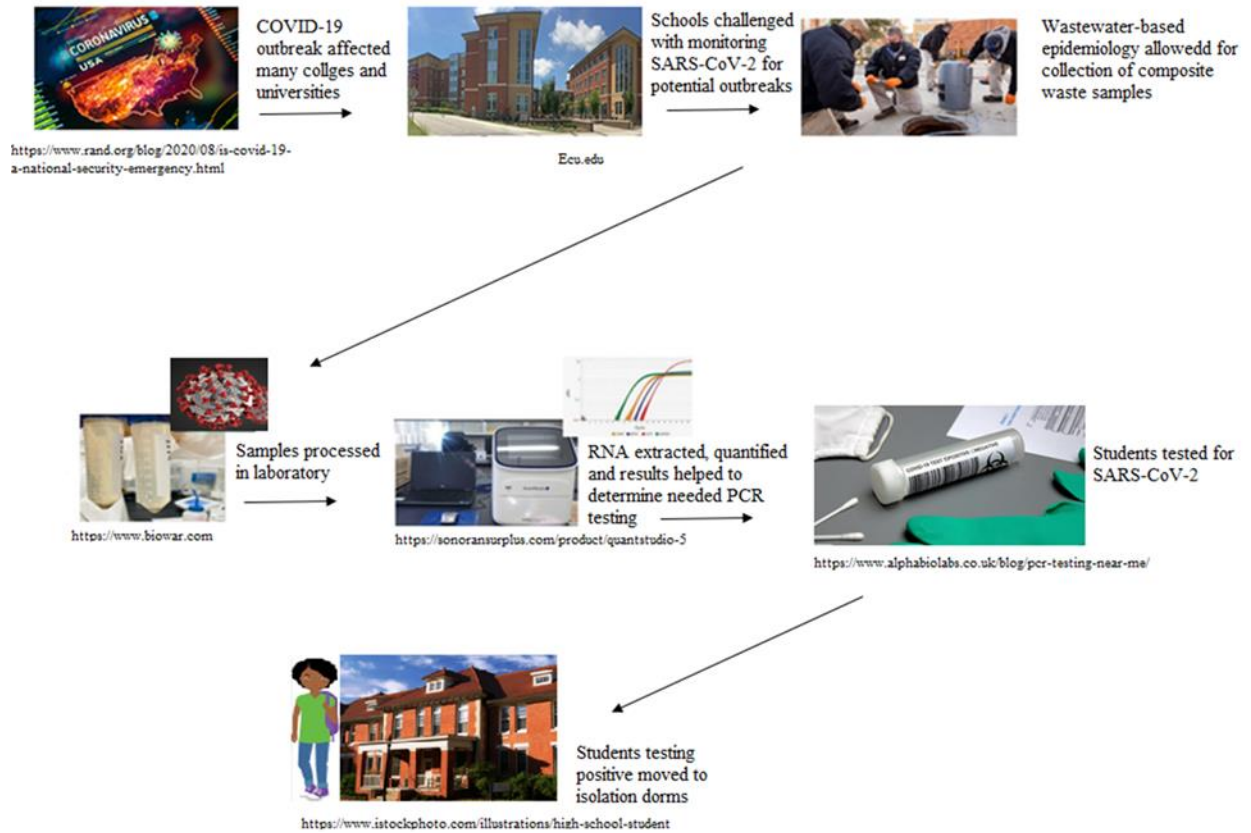 CORONAVIRUS
USA
COVID-19
outbreak affected
many collges and
universities
Schools challenged
with monitoring
SARS-CoV-2 for
potential outbreaks
Wastewater-based
epidemiology allowedd for
collection of composite
waste samples
https://www.rand.org/blog/2020/08/is-covid-19-
a-national-security-emergency.html
Ecu.edu
Samples processed
in laboratory
RNA extracted, quantified
and results helped to
determine needed PCR
testing
Students tested for
SARS-CoV-2
https://www.biowar.com
https://sonoransurplus.com/product/quantstudio-5
https://www.alphabiolabs.co.uk/blog/pcr-testing-near-me/
Students testing
positive moved to
isolation dorms
https://www.istockphoto.com/illustrations/high-school-student